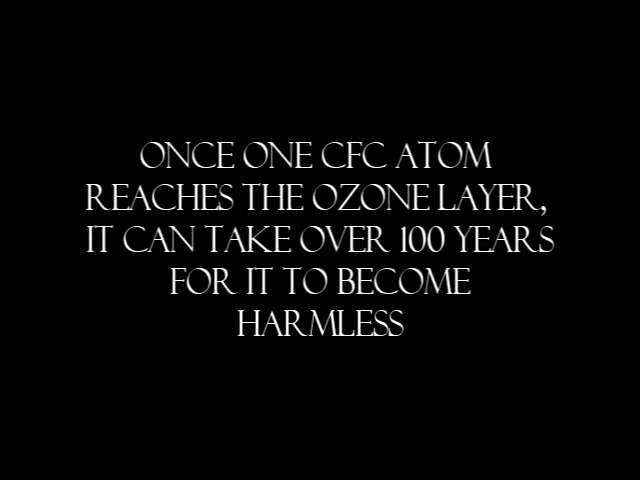 ONCE ONE CFC ATOM
REACHES THE OZONE LAYER,
IT CAN TAKE OVER 100 YEARS
FOR IT TO BECOME
HARMLESS